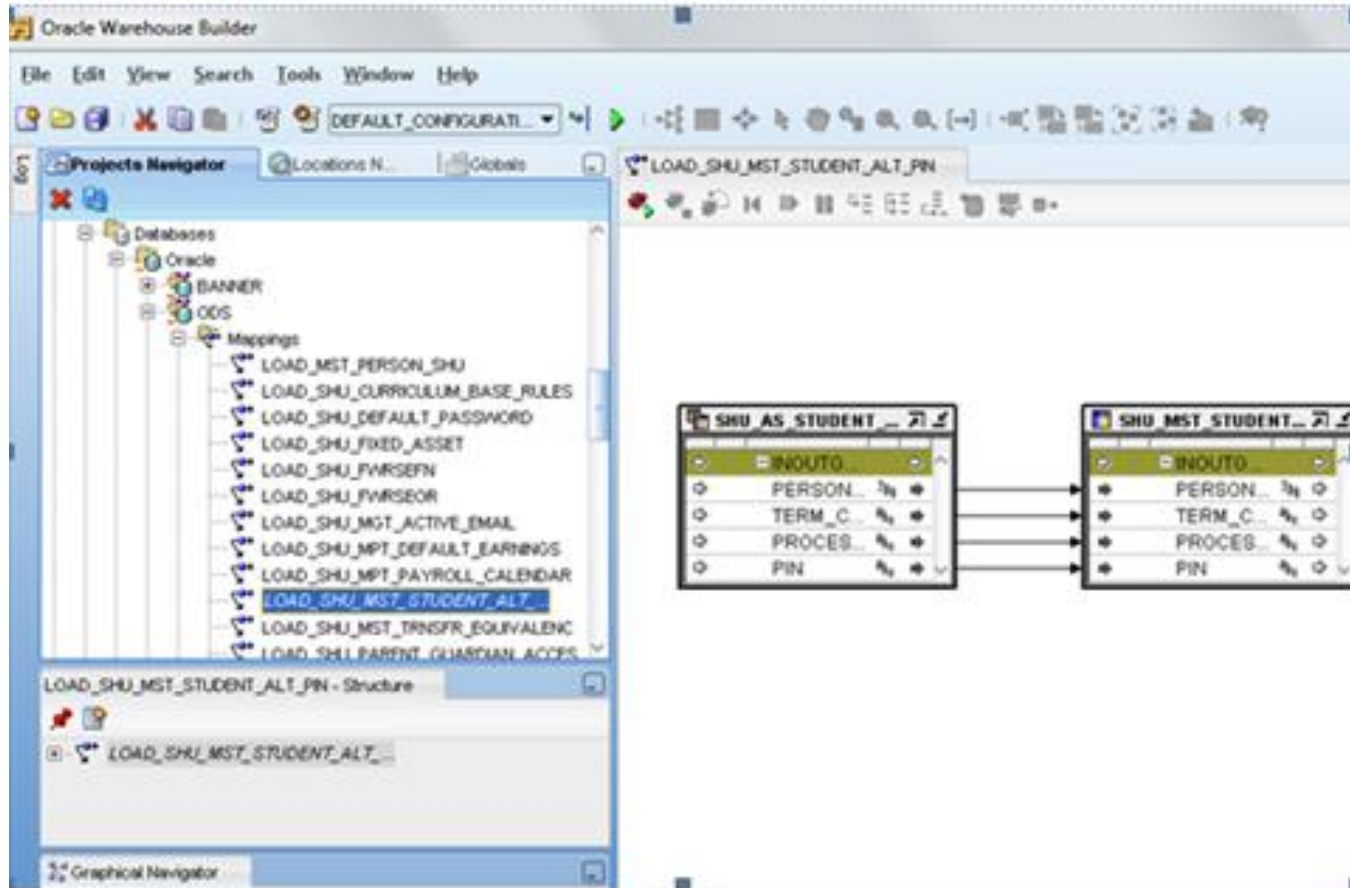 Oracle Warehouse Builder
File Edit View Search Tools Window Help
DEFAULT_CONFIGURATI...
Log
Projects Navigator
Locations N...
Globals
Databases
Oracle
BANNER
ODS
Mappings
LOAD_MST_PERSON_SHU
LOAD_SHU_CURRICULUM_BASE_RULES
LOAD_SHU_DEFAULT_PASSWORD
LOAD_SHU_FIXED_ASSET
LOAD_SHU_FWRSEFN
LOAD_SHU_FWRSEOR
LOAD_SHU_MGT_ACTIVE_EMAIL
LOAD_SHU_MPT_DEFAULT_EARNINGS
LOAD_SHU_MPT_PAYROLL_CALENDAR
LOAD_SHU_MST_STUDENT_ALT_...
LOAD_SHU_MST_TRNSFR_EQUIVALENC
LOAD_SHU_PARENT_GUARDIAN_ACCES
LOAD_SHU_MST_STUDENT_ALT_PIN - Structure
LOAD_SHU_MST_STUDENT_ALT_...
Graphical Navigator
LOAD_SHU_MST_STUDENT_ALT_PIN
SHU_AS_STUDENT_...
INOUTG...
PERSON...
TERM_C...
PROCES...
PIN
SHU_MST_STUDENT...
INOUTG...
PERSON...
TERM_C...
PROCES...
PIN